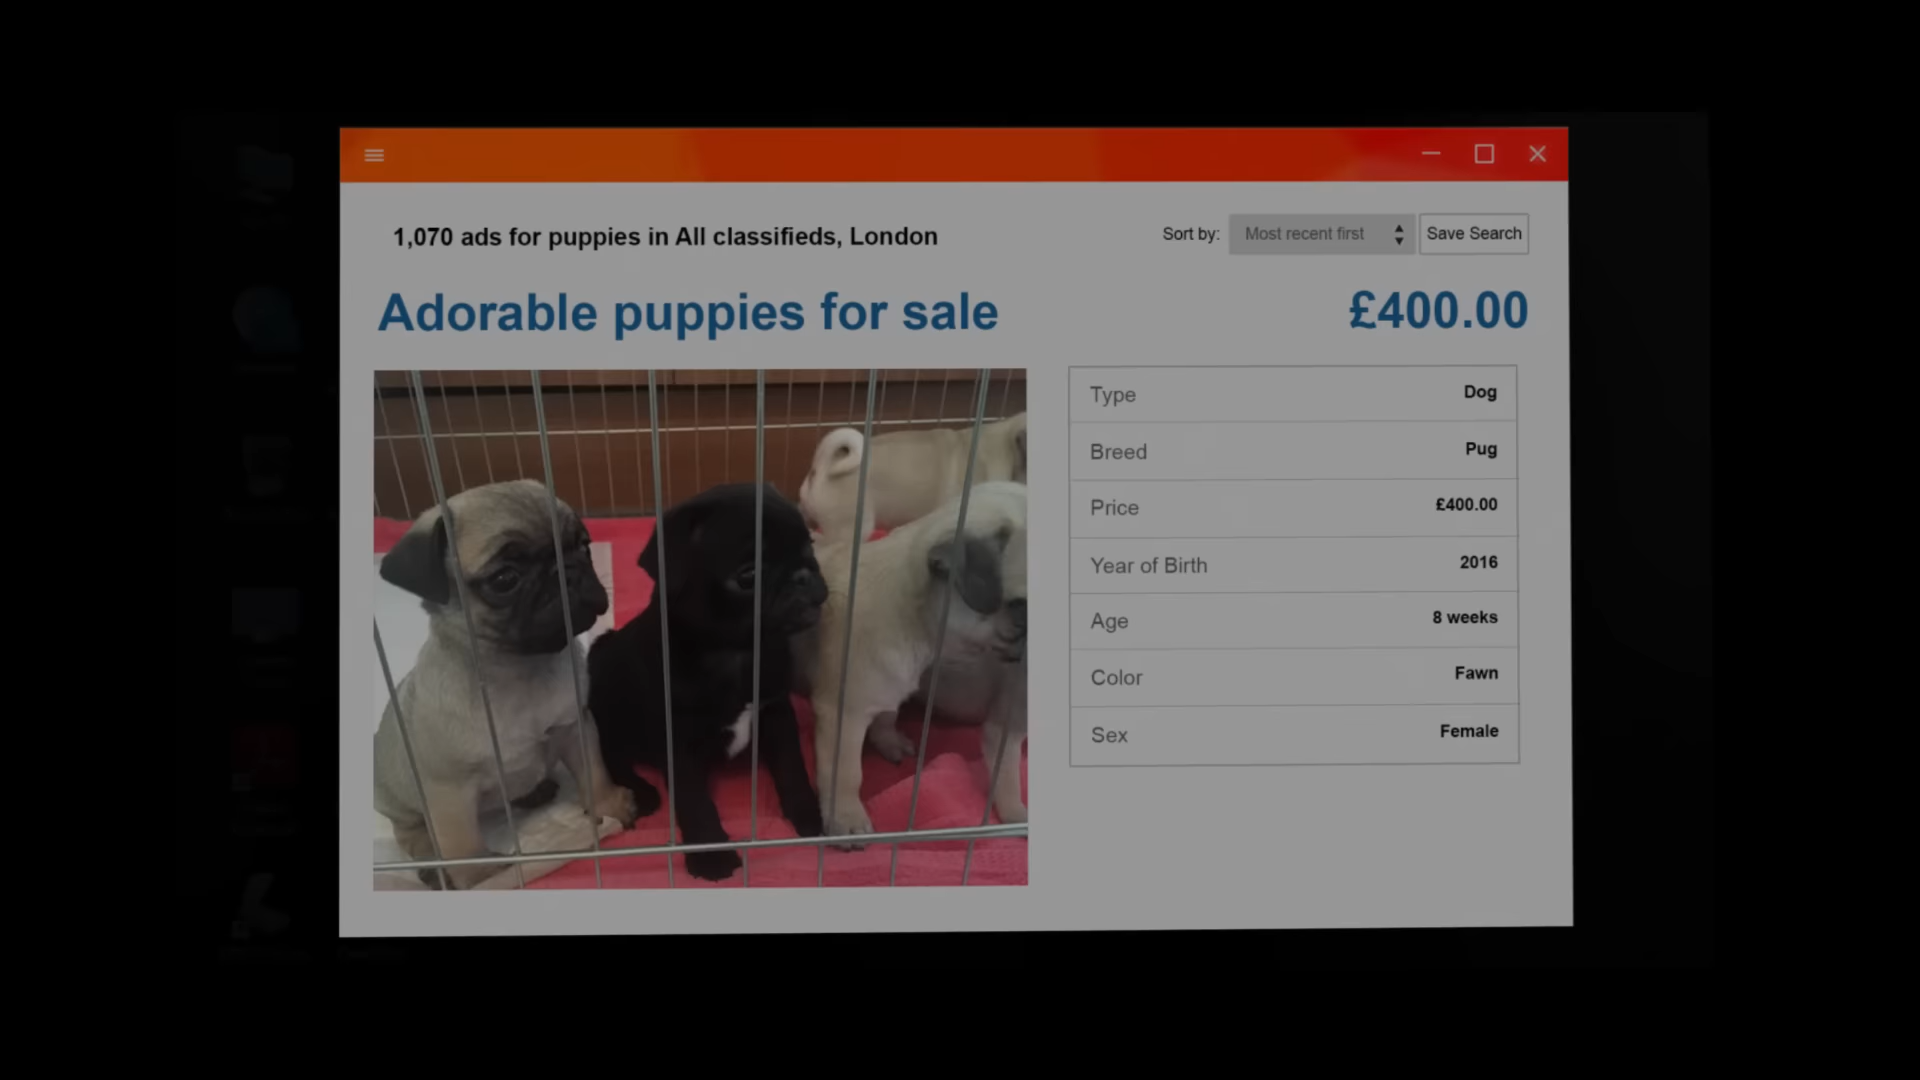 1,070 ads for puppies in All classifieds, London
Sort by: Most recent first Save Search
Adorable puppies for sale £400.00
Type Dog
Breed Pug
Price £400.00
Year of Birth 2016
Age 8 weeks
Color Fawn
Sex Female